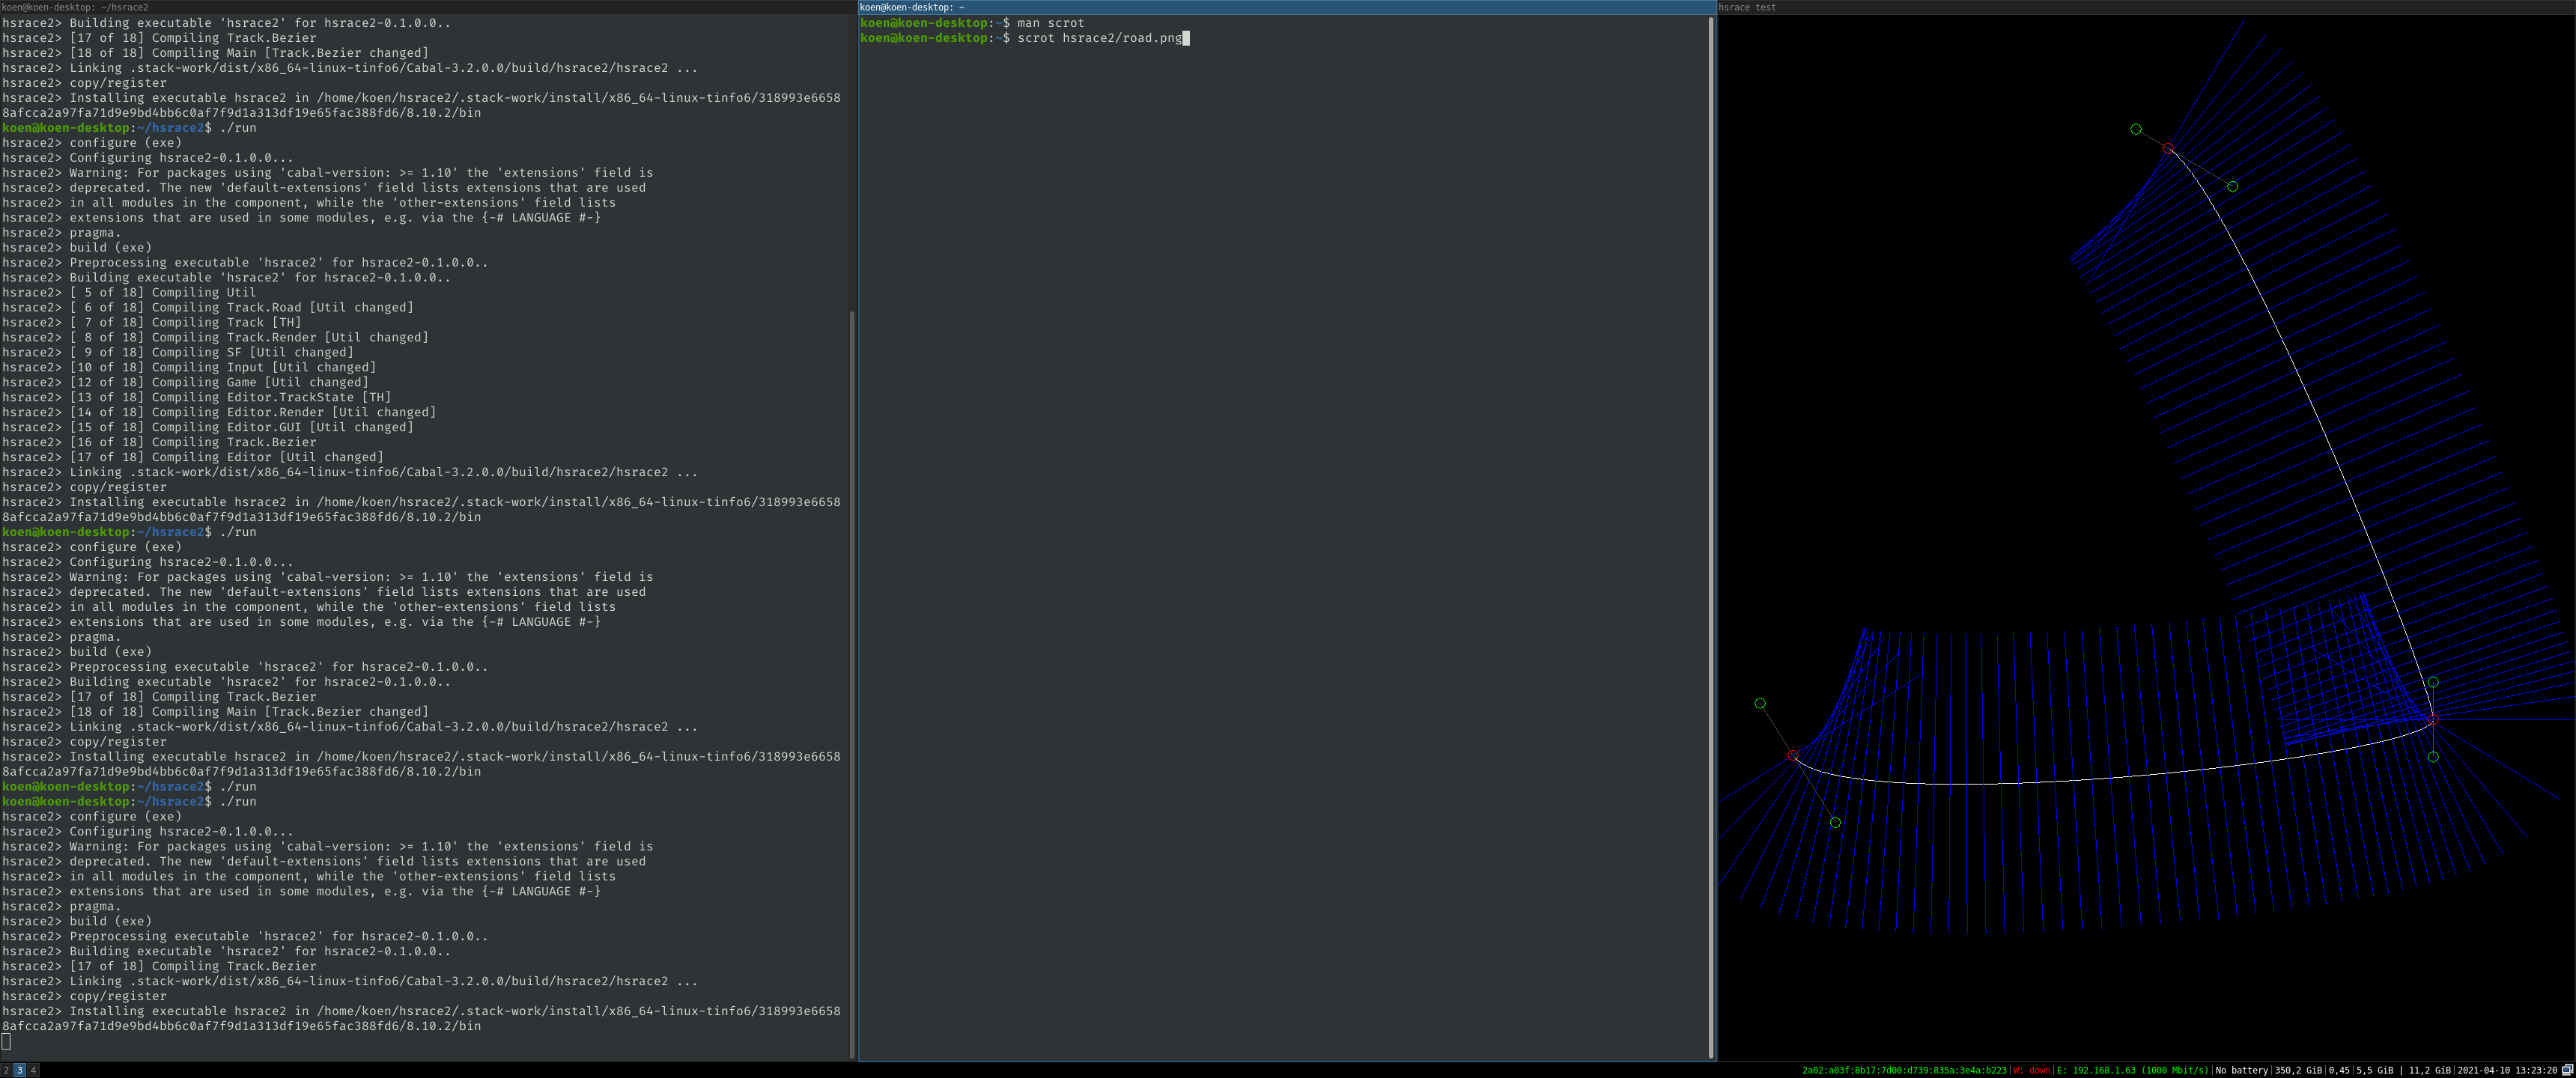 koen@koen-desktop: ~/hsrace2
hsrace2> Building executable 'hsrace2' for hsrace2-0.1.0.0..
hsrace2> [17 of 18] Compiling Track.Bezier
hsrace2> [18 of 18] Compiling Main [Track.Bezier changed]
hsrace2> Linking .stack-work/dist/x86_64-linux-tinfo6/Cabal-3.2.0.0/build/hsrace2/hsrace2 ...
hsrace2> copy/register
hsrace2> Installing executable hsrace2 in /home/koen/hsrace2/.stack-work/install/x86_64-linux-tinfo6/318993e6658
8afcca2a97fa71d9e9bd4bb6c0af7f9d1a313df19e65fac388fd6/8.10.2/bin
koen@koen-desktop:~/hsrace2$ ./run
hsrace2> configure (exe)
hsrace2> Configuring hsrace2-0.1.0.0...
hsrace2> Warning: For packages using 'cabal-version: >= 1.10' the 'extensions' field is
hsrace2> deprecated. The new 'default-extensions' field lists extensions that are used
hsrace2> in all modules in the component, while the 'other-extensions' field lists
hsrace2> extensions that are used in some modules, e.g. via the {-# LANGUAGE #-}
hsrace2> pragma.
hsrace2> build (exe)
hsrace2> Preprocessing executable 'hsrace2' for hsrace2-0.1.0.0..
hsrace2> Building executable 'hsrace2' for hsrace2-0.1.0.0..
hsrace2> [ 5 of 18] Compiling Util
hsrace2> [ 6 of 18] Compiling Track.Road [Util changed]
hsrace2> [ 7 of 18] Compiling Track [TH]
hsrace2> [ 8 of 18] Compiling Track.Render [Util changed]
hsrace2> [ 9 of 18] Compiling SF [Util changed]
hsrace2> [10 of 18] Compiling Input [Util changed]
hsrace2> [12 of 18] Compiling Game [Util changed]
hsrace2> [13 of 18] Compiling Editor.TrackState [TH]
hsrace2> [14 of 18] Compiling Editor.Render [Util changed]
hsrace2> [15 of 18] Compiling Editor.GUI [Util changed]
hsrace2> [16 of 18] Compiling Track.Bezier
hsrace2> [17 of 18] Compiling Editor [Util changed]
hsrace2> Linking .stack-work/dist/x86_64-linux-tinfo6/Cabal-3.2.0.0/build/hsrace2/hsrace2 ...
hsrace2> copy/register
hsrace2> Installing executable hsrace2 in /home/koen/hsrace2/.stack-work/install/x86_64-linux-tinfo6/318993e6658
8afcca2a97fa71d9e9bd4bb6c0af7f9d1a313df19e65fac388fd6/8.10.2/bin
koen@koen-desktop:~/hsrace2$ ./run
hsrace2> configure (exe)
hsrace2> Configuring hsrace2-0.1.0.0...
hsrace2> Warning: For packages using 'cabal-version: >= 1.10' the 'extensions' field is
hsrace2> deprecated. The new 'default-extensions' field lists extensions that are used
hsrace2> in all modules in the component, while the 'other-extensions' field lists
hsrace2> extensions that are used in some modules, e.g. via the {-# LANGUAGE #-}
hsrace2> pragma.
hsrace2> build (exe)
hsrace2> Preprocessing executable 'hsrace2' for hsrace2-0.1.0.0..
hsrace2> Building executable 'hsrace2' for hsrace2-0.1.0.0..
hsrace2> [17 of 18] Compiling Track.Bezier
hsrace2> [18 of 18] Compiling Main [Track.Bezier changed]
hsrace2> Linking .stack-work/dist/x86_64-linux-tinfo6/Cabal-3.2.0.0/build/hsrace2/hsrace2 ...
hsrace2> copy/register
hsrace2> Installing executable hsrace2 in /home/koen/hsrace2/.stack-work/install/x86_64-linux-tinfo6/318993e6658
8afcca2a97fa71d9e9bd4bb6c0af7f9d1a313df19e65fac388fd6/8.10.2/bin
koen@koen-desktop:~/hsrace2$ ./run
koen@koen-desktop:~/hsrace2$ ./run
hsrace2> configure (exe)
hsrace2> Configuring hsrace2-0.1.0.0...
hsrace2> Warning: For packages using 'cabal-version: >= 1.10' the 'extensions' field is
hsrace2> deprecated. The new 'default-extensions' field lists extensions that are used
hsrace2> in all modules in the component, while the 'other-extensions' field lists
hsrace2> extensions that are used in some modules, e.g. via the {-# LANGUAGE #-}
hsrace2> pragma.
hsrace2> build (exe)
hsrace2> Preprocessing executable 'hsrace2' for hsrace2-0.1.0.0..
hsrace2> Building executable 'hsrace2' for hsrace2-0.1.0.0..
hsrace2> [17 of 18] Compiling Track.Bezier
hsrace2> Linking .stack-work/dist/x86_64-linux-tinfo6/Cabal-3.2.0.0/build/hsrace2/hsrace2 ...
hsrace2> copy/register
hsrace2> Installing executable hsrace2 in /home/koen/hsrace2/.stack-work/install/x86_64-linux-tinfo6/318993e6658
8afcca2a97fa71d9e9bd4bb6c0af7f9d1a313df19e65fac388fd6/8.10.2/bin
koen@koen-desktop: ~
koen@koen-desktop:~$ man scrot
koen@koen-desktop:~$ scrot hsrace2/road.png
hsrace test
2 3 4
2a02:a03f:8b17:7d00:d739:835a:3e4a:b223|W: down|E: 192.168.1.63 (1000 Mbit/s)|No battery|350,2 GiB|0,45|5,5 GiB | 11,2 GiB|2021-04-10 13:23:20